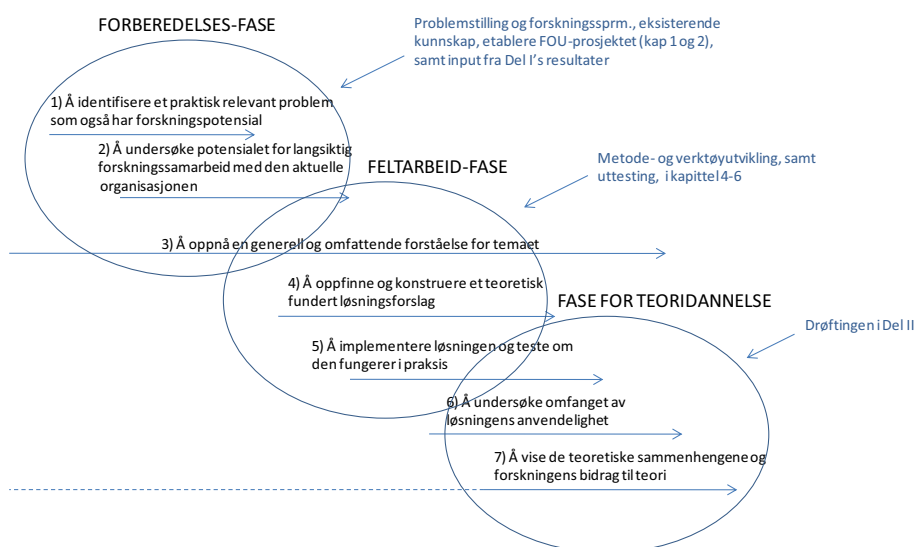 FORBEREDELSES-FASE
Problemstilling og forskningssprm., eksisterende
kunnskap, etablere FOU-prosjektet (kap 1 og 2),
samt input fra Del I's resultater
1) Å identifisere et praktisk relevant problem
som også har forskningspotensial
2) Å undersøke potensialet for langsiktig
forskningssamarbeid med den aktuelle
organisasjonen
FELTARBEID-FASE
Metode- og verktøyutvikling, samt
uttesting, i kapittel 4-6
3) Å oppnå en generell og omfattende forståelse for temaet
4) Å oppfinne og konstruere et teoretisk
fundert løsningsforslag
FASE FOR TEORIDANNELSE
Drøftingen i Del II
5) Å implementere løsningen og teste om
den fungerer i praksis
6) Å undersøke omfanget av
løsningens anvendelighet
7) Å vise de teoretiske sammenhengene og
forskningens bidrag til teori